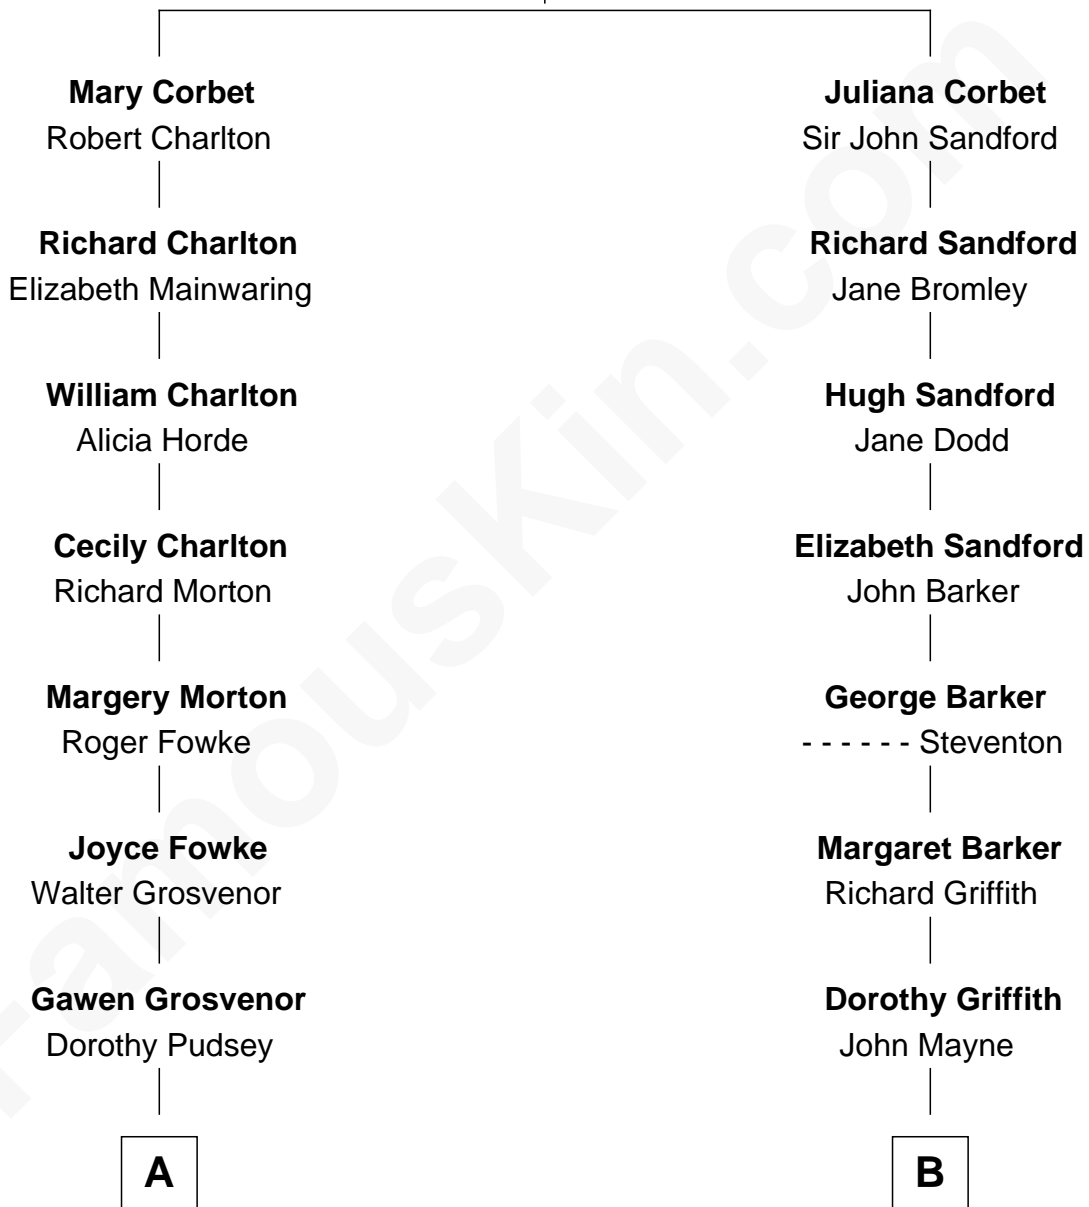 Mary Corbet
Robert Charlton
Richard Charlton
Elizabeth Mainwaring
William Charlton
Alicia Horde
Cecily Charlton
Richard Morton
Margery Morton
Roger Fowke
Joyce Fowke
Walter Grosvenor
Gawen Grosvenor
Dorothy Pudsey
A
Juliana Corbet
Sir John Sandford
Richard Sandford
Jane Bromley
Hugh Sandford
Jane Dodd
Elizabeth Sandford
John Barker
George Barker
- - - - - - Steventon
Margaret Barker
Richard Griffith
Dorothy Griffith
John Mayne
B
FamousKin.com